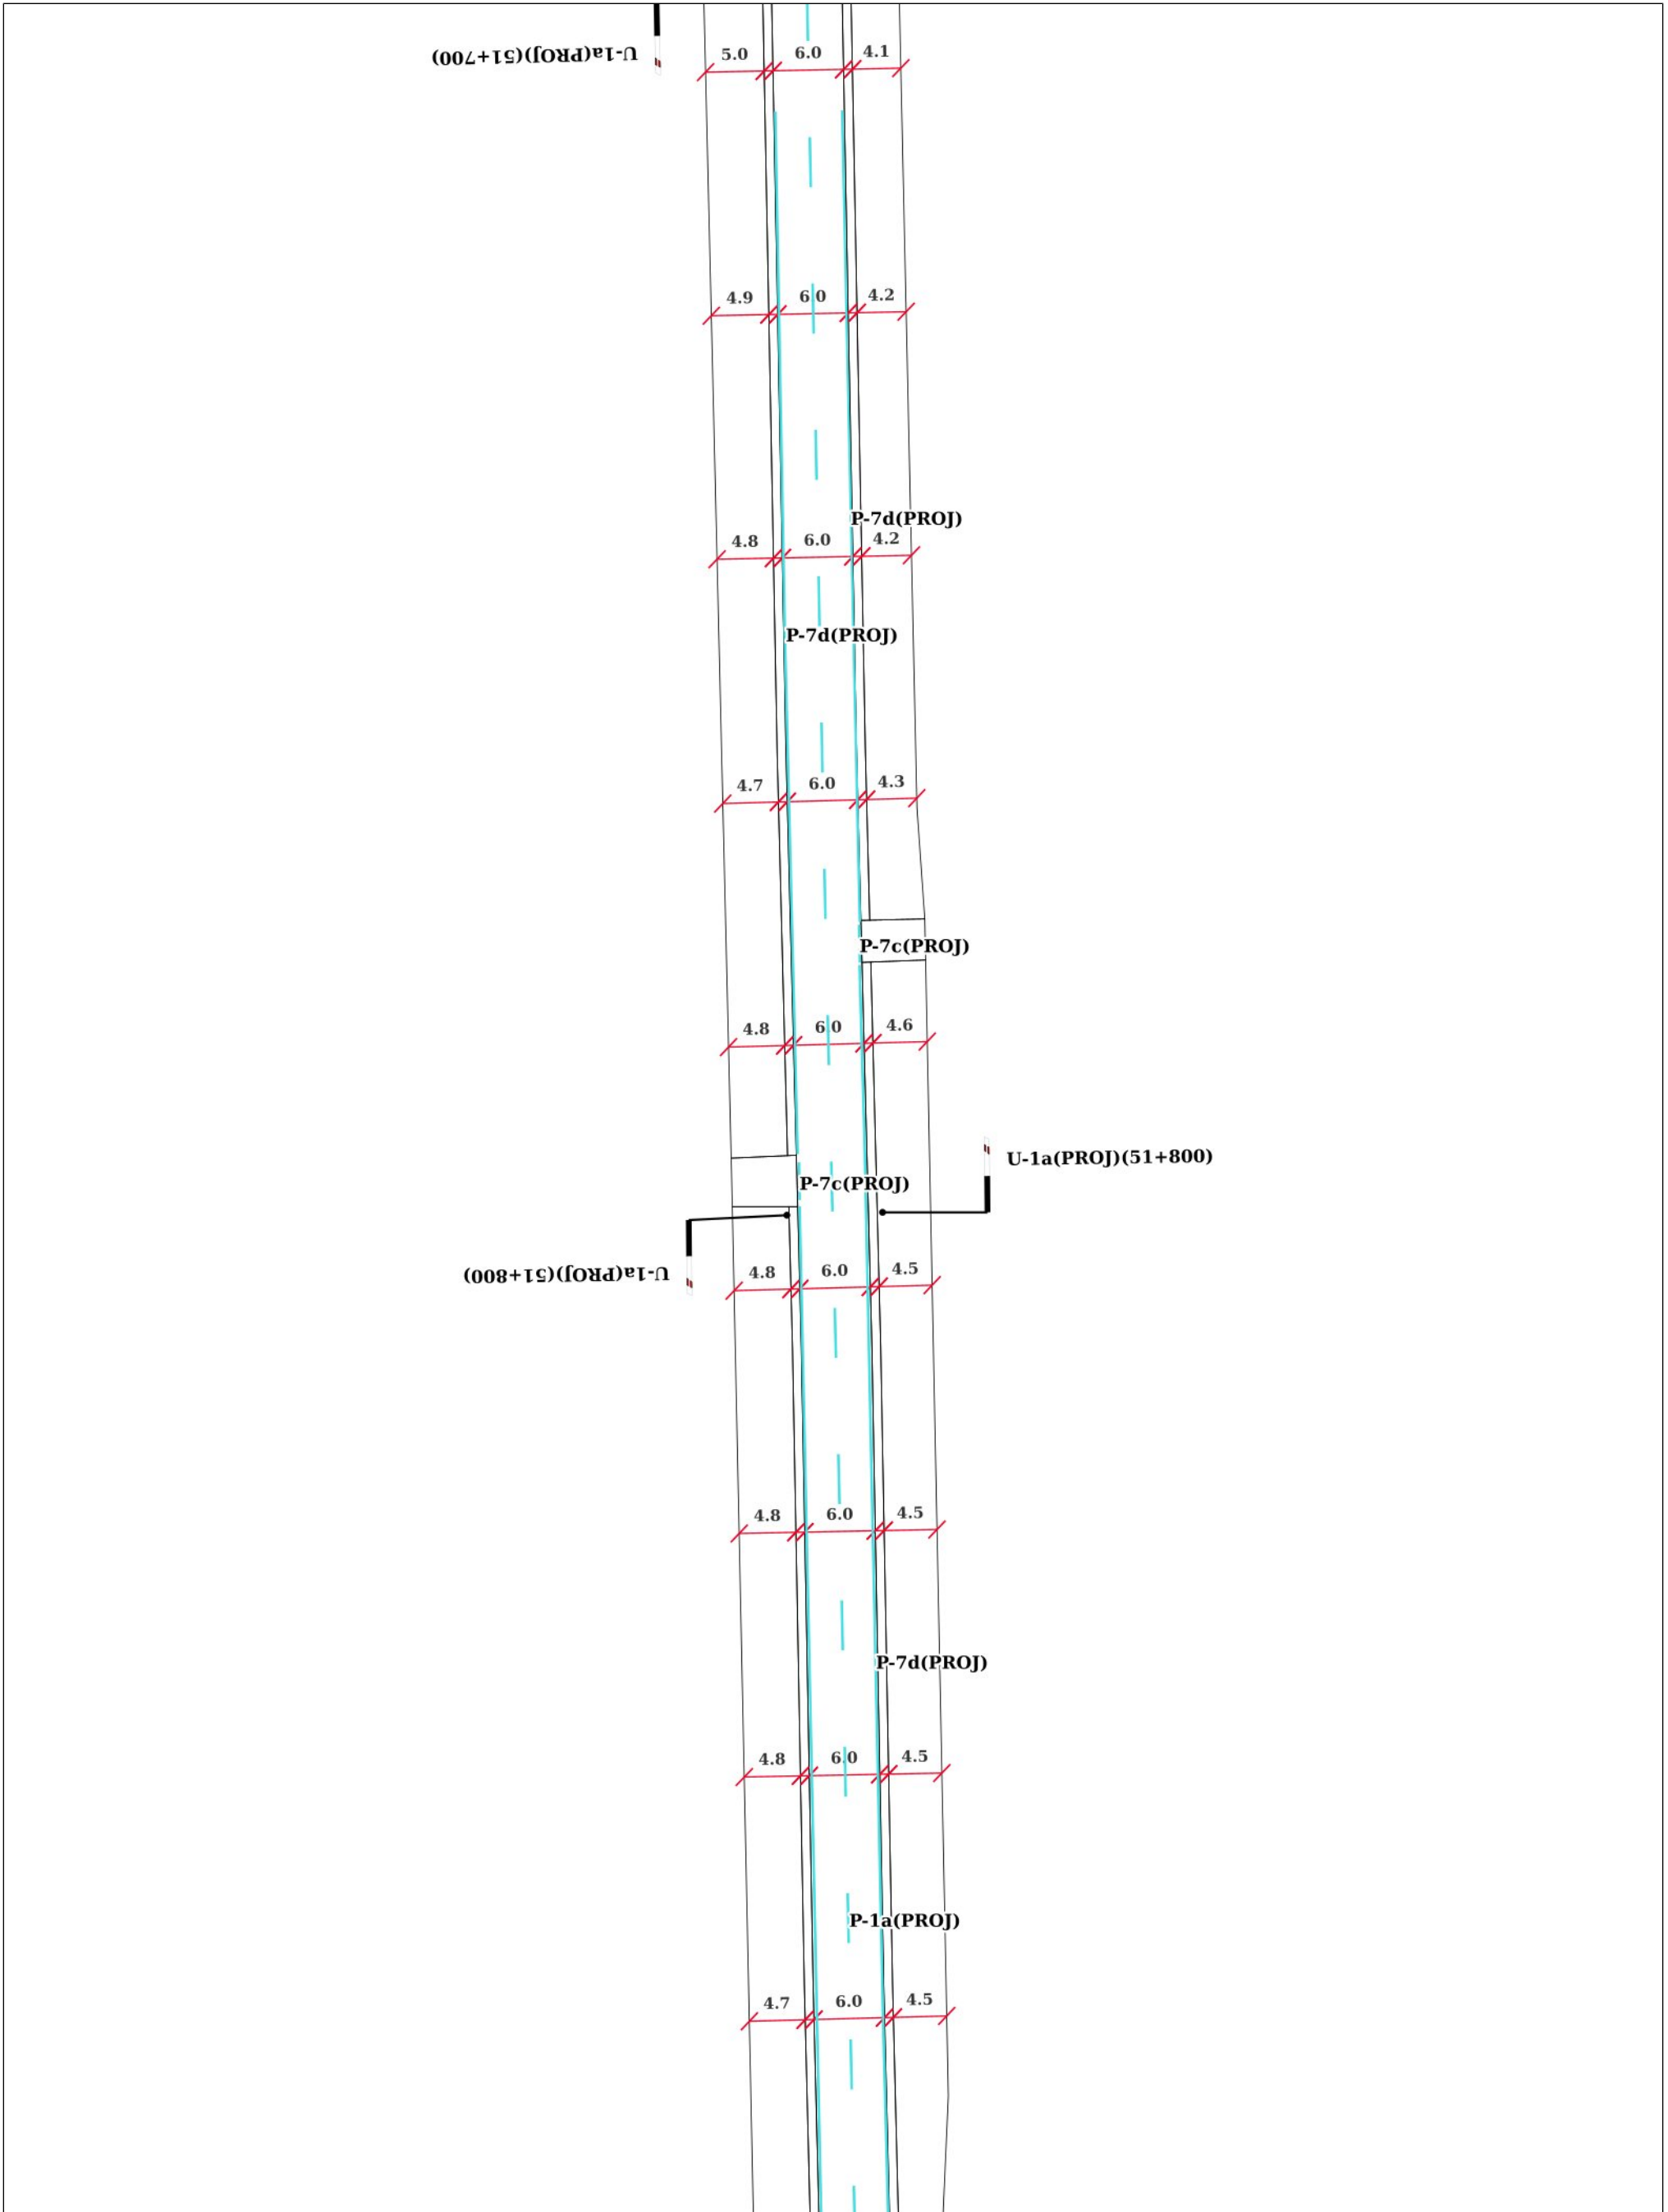 U-1a(PROJ)(51+700)
5.0 6.0 4.1
4.9 6.0 4.2
P-7d(PROJ)
4.8 6.0 4.2
P-7d(PROJ)
4.7 6.0 4.3
P-7c(PROJ)
4.8 6.0 4.6
U-1a(PROJ)(51+800)
P-7c(PROJ)
U-1a(PROJ)(51+800)
4.8 6.0 4.5
4.8 6.0 4.5
P-7d(PROJ)
4.8 6.0 4.5
P-1a(PROJ)
4.7 6.0 4.5